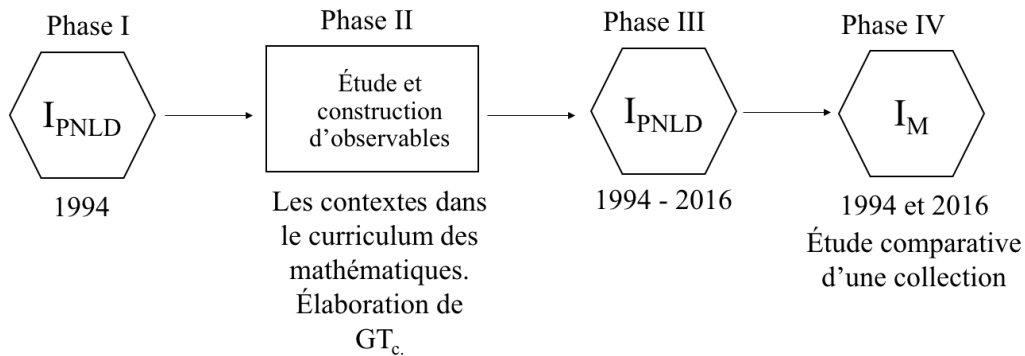 Phase I
I_PNLD
1994
Phase II
Étude et
construction
d’observables
Les contextes dans
le curriculum des
mathématiques.
Élaboration de
GT_c.
Phase III
I_PNLD
1994 - 2016
Phase IV
I_M
1994 et 2016
Étude comparative
d’une collection